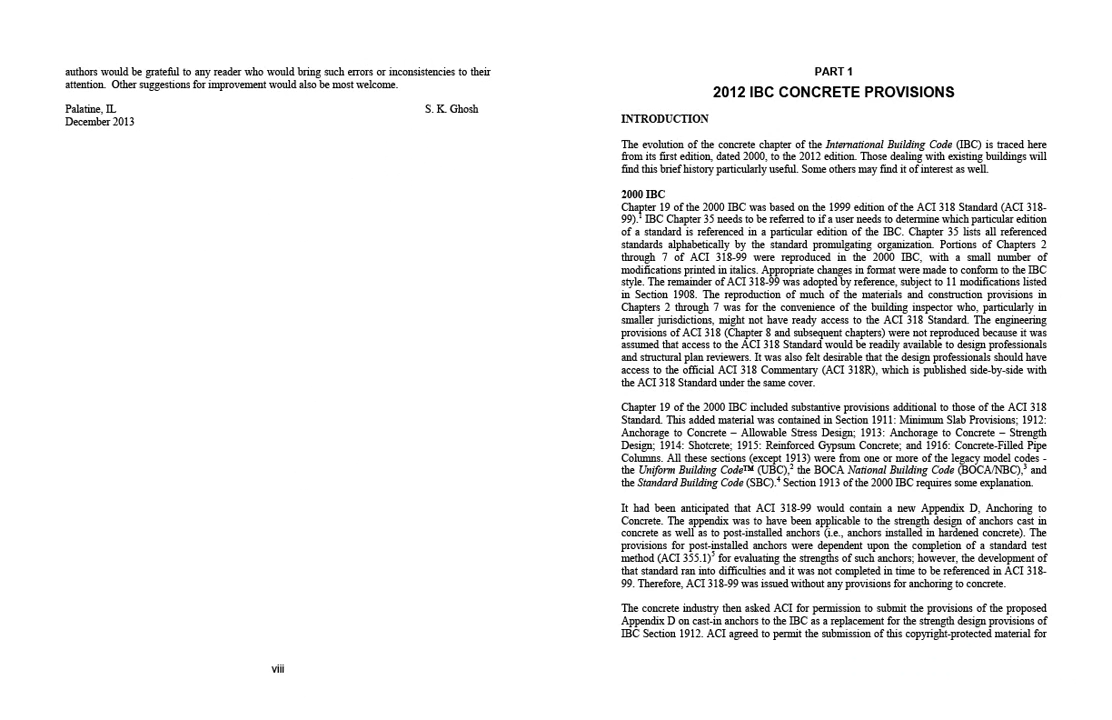 authors would be grateful to any reader who would bring such errors or inconsistencies to their
attention.  Other suggestions for improvement would also be most welcome.
Palatine, IL                    S. K. Ghosh
December 2013
viii
PART 1
2012 IBC CONCRETE PROVISIONS
INTRODUCTION
The evolution of the concrete chapter of the International Building Code (IBC) is traced here
from its first edition, dated 2000, to the 2012 edition. Those dealing with existing buildings will
find this brief history particularly useful. Some others may find it of interest as well.
2000 IBC
Chapter 19 of the 2000 IBC was based on the 1999 edition of the ACI 318 Standard (ACI 318-
99).1 IBC Chapter 35 needs to be referred to if a user needs to determine which particular edition
of a standard is referenced in a particular edition of the IBC. Chapter 35 lists all referenced
standards alphabetically by the standard promulgating organization. Portions of Chapters 2
through 7 of ACI 318-99 were reproduced in the 2000 IBC, with a small number of
modifications printed in italics. Appropriate changes in format were made to conform to the IBC
style. The remainder of ACI 318-99 was adopted by reference, subject to 11 modifications listed
in Section 1908. The reproduction of much of the materials and construction provisions in
Chapters 2 through 7 was for the convenience of the building inspector who, particularly in
smaller jurisdictions, might not have ready access to the ACI 318 Standard. The engineering
provisions of ACI 318 (Chapter 8 and subsequent chapters) were not reproduced because it was
assumed that access to the ACI 318 Standard would be readily available to design professionals
and structural plan reviewers. It was also felt desirable that the design professionals should have
access to the official ACI 318 Commentary (ACI 318R), which is published side-by-side with
the ACI 318 Standard under the same cover.
Chapter 19 of the 2000 IBC included substantive provisions additional to those of the ACI 318
Standard. This added material was contained in Section 1911: Minimum Slab Provisions; 1912:
Anchorage to Concrete – Allowable Stress Design; 1913: Anchorage to Concrete – Strength
Design; 1914: Shotcrete; 1915: Reinforced Gypsum Concrete; and 1916: Concrete-Filled Pipe
Columns. All these sections (except 1913) were from one or more of the legacy model codes -
the Uniform Building Code™ (UBC),2 the BOCA National Building Code (BOCA/NBC),3 and
the Standard Building Code (SBC).4 Section 1913 of the 2000 IBC requires some explanation.
It had been anticipated that ACI 318-99 would contain a new Appendix D, Anchoring to
Concrete. The appendix was to have been applicable to the strength design of anchors cast in
concrete as well as to post-installed anchors (i.e., anchors installed in hardened concrete). The
provisions for post-installed anchors were dependent upon the completion of a standard test
method (ACI 355.1)5 for evaluating the strengths of such anchors; however, the development of
that standard ran into difficulties and it was not completed in time to be referenced in ACI 318-
99. Therefore, ACI 318-99 was issued without any provisions for anchoring to concrete.
The concrete industry then asked ACI for permission to submit the provisions of the proposed
Appendix D on cast-in anchors to the IBC as a replacement for the strength design provisions of
IBC Section 1912. ACI agreed to permit the submission of this copyright-protected material for